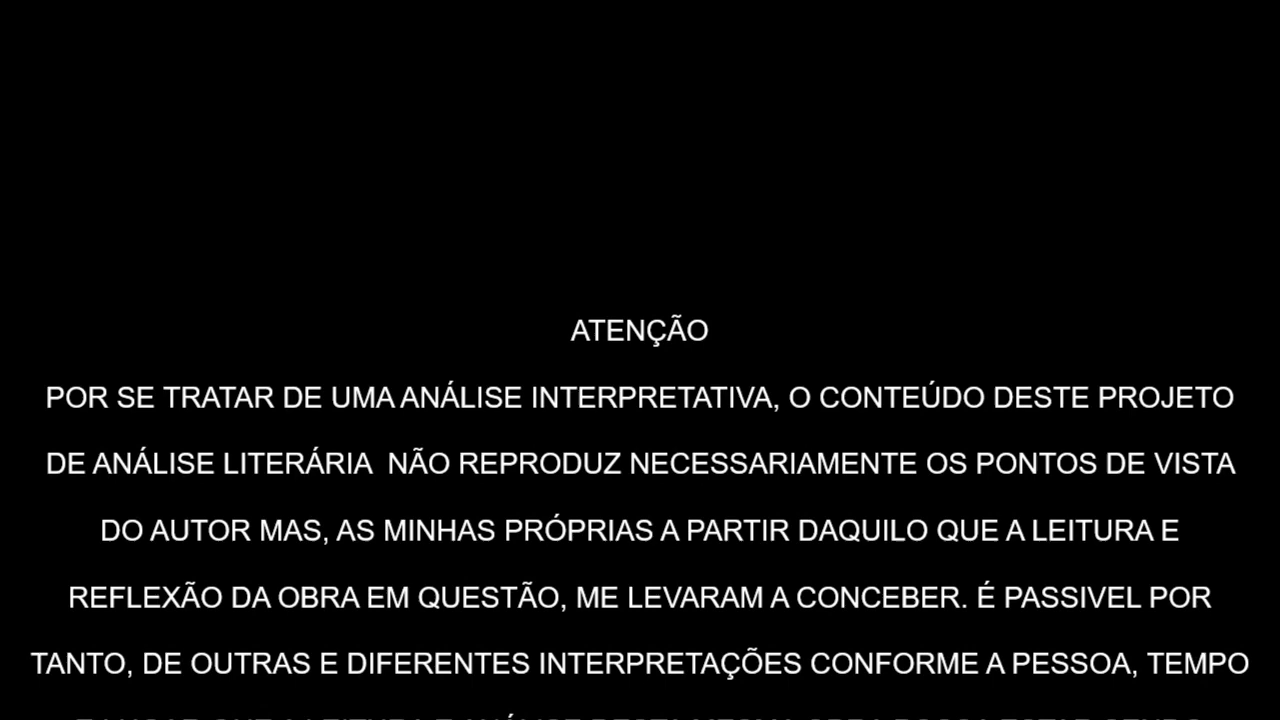 ATENÇÃO
POR SE TRATAR DE UMA ANÁLISE INTERPRETATIVA, O CONTEÚDO DESTE PROJETO
DE ANÁLISE LITERÁRIA  NÃO REPRODUZ NECESSARIAMENTE OS PONTOS DE VISTA
DO AUTOR MAS, AS MINHAS PRÓPRIAS A PARTIR DAQUILO QUE A LEITURA E
REFLEXÃO DA OBRA EM QUESTÃO, ME LEVARAM A CONCEBER. É PASSIVEL POR
TANTO, DE OUTRAS E DIFERENTES INTERPRETAÇÕES CONFORME A PESSOA, TEMPO